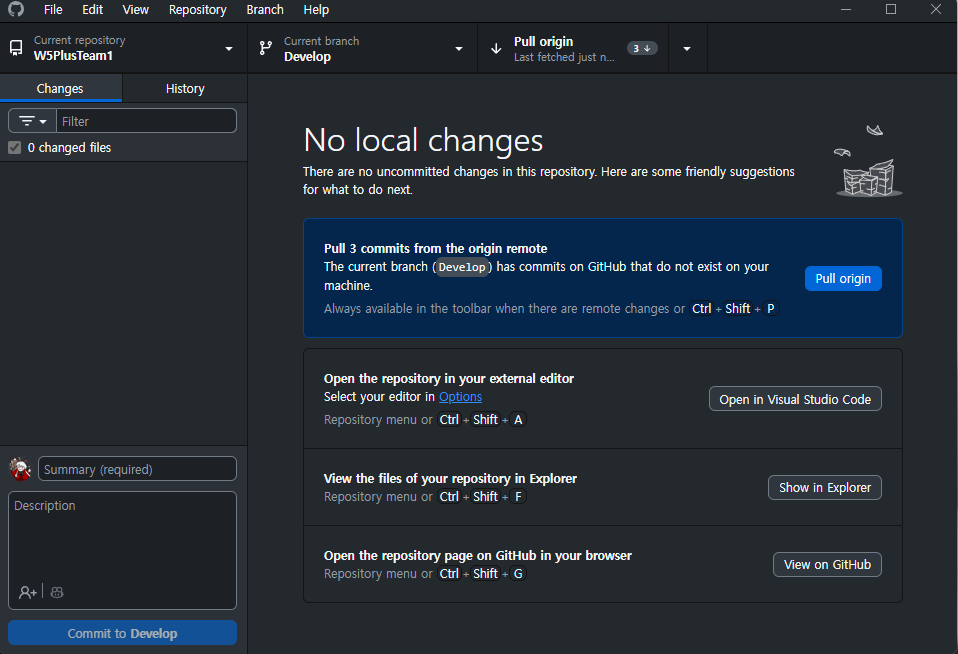 File Edit View Repository Branch Help
Current repository
W5PlusTeam1
Current branch
Develop
Pull origin
Last fetched just n...
3
Changes
History
Filter
0 changed files
No local changes
There are no uncommitted changes in this repository. Here are some friendly suggestions
for what to do next.
Pull 3 commits from the origin remote
The current branch (Develop) has commits on GitHub that do not exist on your
machine.
Always available in the toolbar when there are remote changes or Ctrl + Shift + P
Pull origin
Open the repository in your external editor
Select your editor in Options
Repository menu or Ctrl + Shift + A
Open in Visual Studio Code
View the files of your repository in Explorer
Repository menu or Ctrl + Shift + F
Show in Explorer
Open the repository page on GitHub in your browser
Repository menu or Ctrl + Shift + G
View on GitHub
Summary (required)
Description
Commit to Develop